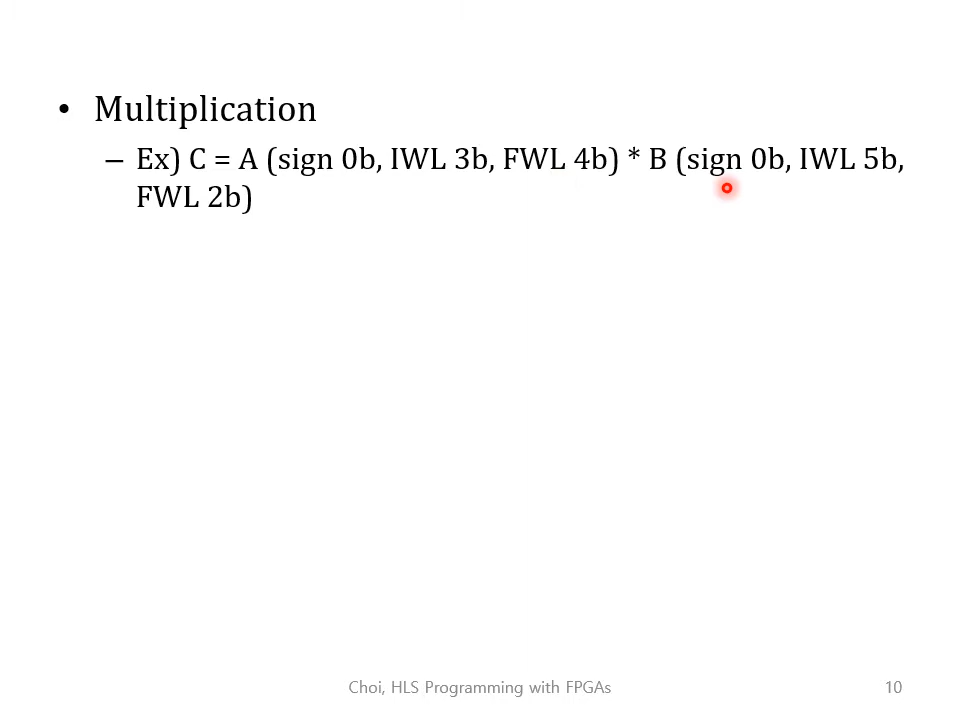 • Multiplication
– Ex) C = A (sign 0b, IWL 3b, FWL 4b) * B (sign 0b, IWL 5b,
FWL 2b)
Choi, HLS Programming with FPGAs
10